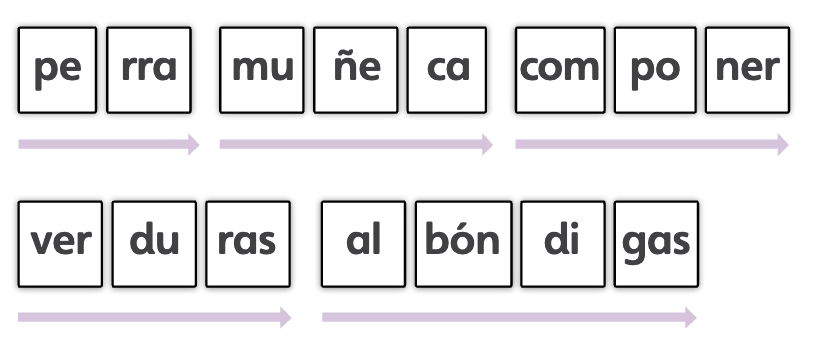 pe rra mu ñe ca com po ner
ver du ras al bón di gas